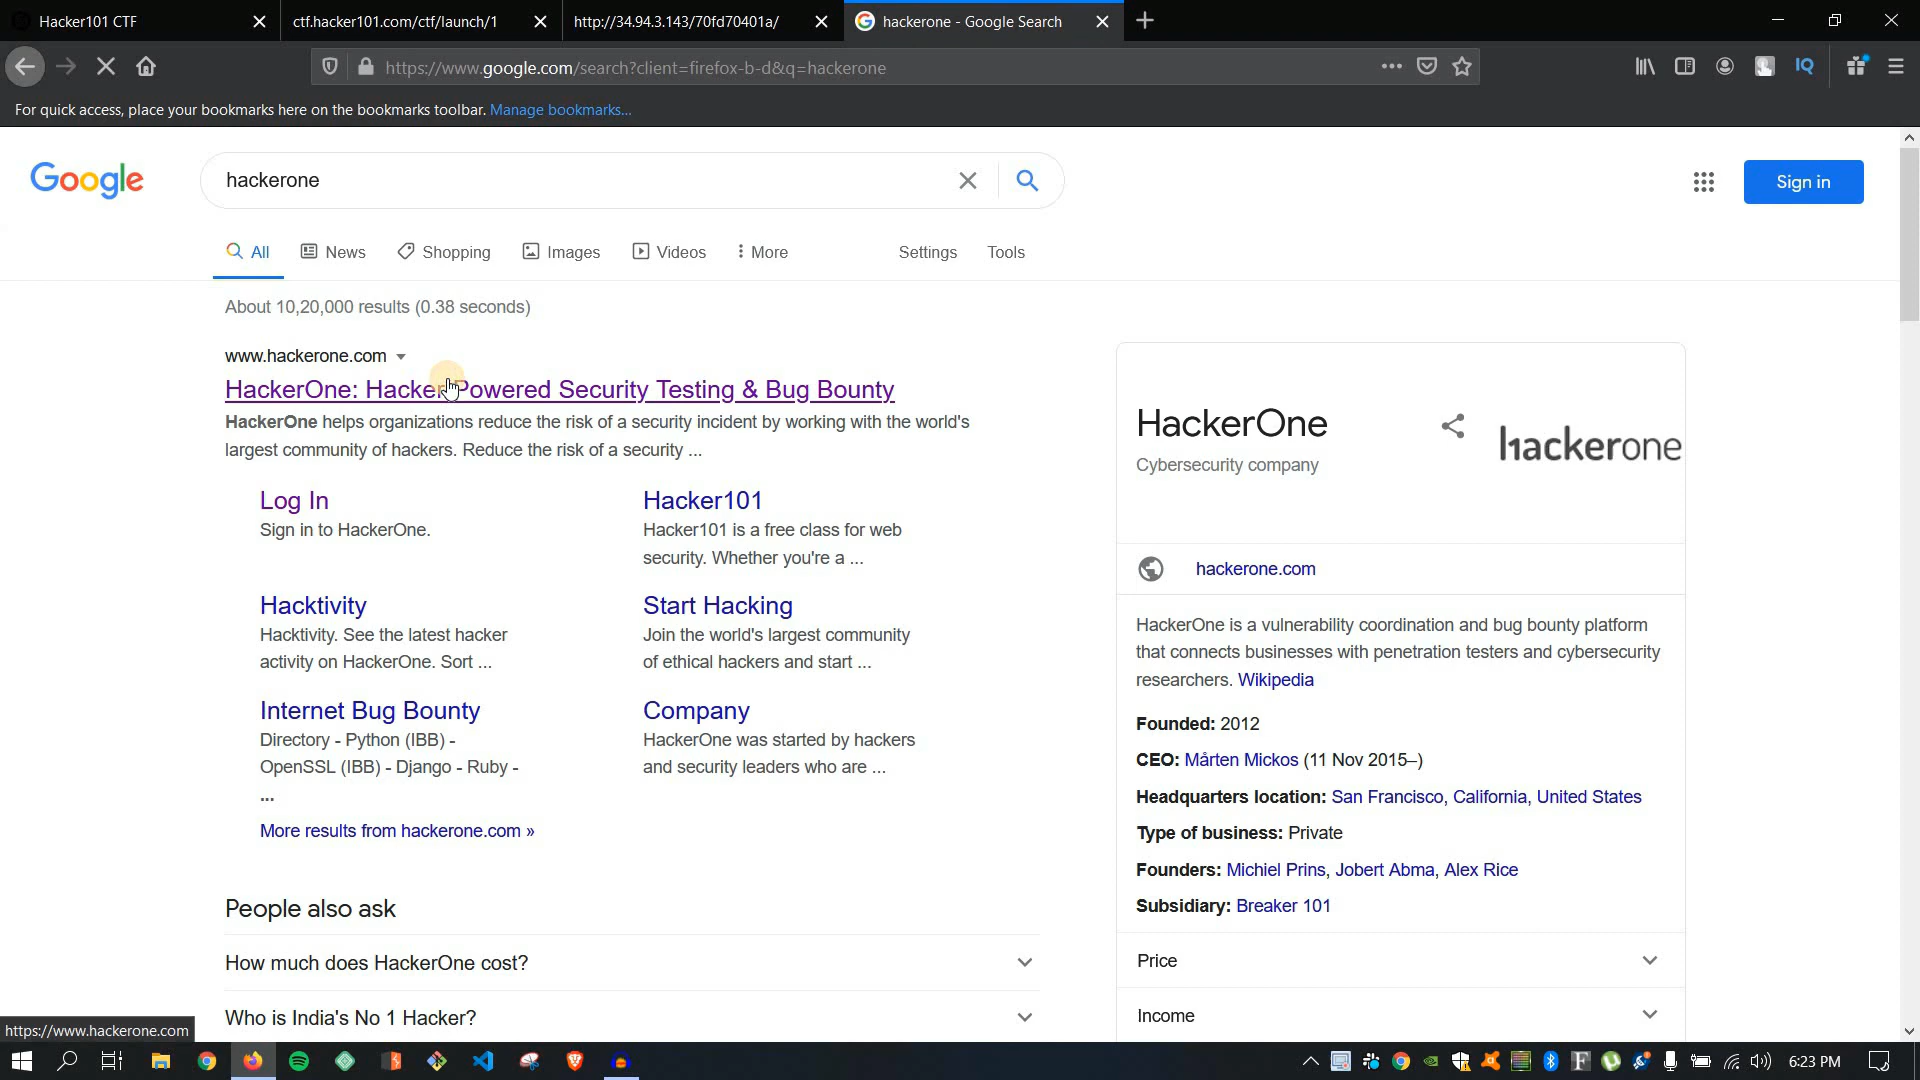 Hacker101 CTF
ctf.hacker101.com/ctf/launch/1
http://34.94.3.143/70fd70401a/
hackerone - Google Search
https://www.google.com/search?client=firefox-b-d&q=hackerone
For quick access, place your bookmarks here on the bookmarks toolbar. Manage bookmarks...
Google
hackerone
Sign in
All
News
Shopping
Images
Videos
More
Settings
Tools
About 10,20,000 results (0.38 seconds)
www.hackerone.com
HackerOne: Hacker-Powered Security Testing & Bug Bounty
HackerOne helps organizations reduce the risk of a security incident by working with the world's
largest community of hackers. Reduce the risk of a security ...
Log In
Sign in to HackerOne.
Hacker101
Hacker101 is a free class for web
security. Whether you're a ...
Hacktivity
Hacktivity. See the latest hacker
activity on HackerOne. Sort ...
Start Hacking
Join the world's largest community
of ethical hackers and start ...
Internet Bug Bounty
Directory - Python (IBB) -
OpenSSL (IBB) - Django - Ruby -
...
Company
HackerOne was started by hackers
and security leaders who are ...
More results from hackerone.com »
People also ask
How much does HackerOne cost?
Who is India's No 1 Hacker?
HackerOne
Cybersecurity company
hackerone
hackerone.com
HackerOne is a vulnerability coordination and bug bounty platform
that connects businesses with penetration testers and cybersecurity
researchers. Wikipedia
Founded: 2012
CEO: Mårten Mickos (11 Nov 2015–)
Headquarters location: San Francisco, California, United States
Type of business: Private
Founders: Michiel Prins, Jobert Abma, Alex Rice
Subsidiary: Breaker 101
Price
Income
https://www.hackerone.com
6:23 PM